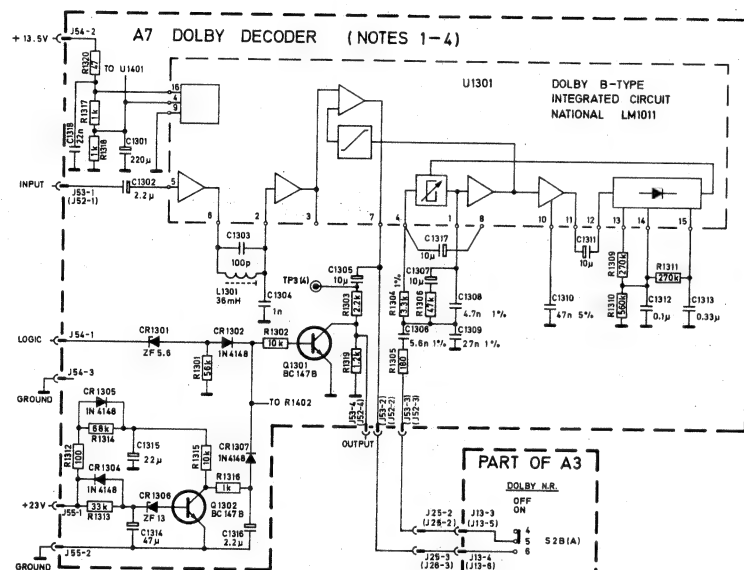 A7 DOLBY DECODER (NOTES 1-4)
+ 13.5V
J54-2
R1320
47
TO U1401
16
4
9
U1301
DOLBY B-TYPE
INTEGRATED CIRCUIT
NATIONAL LM1011
C1318
22n
R1317
1k
R1318
1k
C1301
220µ
INPUT
J53-1
(J52-1)
C1302
2.2µ
5
6
2
3
7
4
1
8
10
11
12
13
14
15
C1303
100p
L1301
36mH
C1304
1n
TP3(4)
C1305
10µ
R1303
2.2k
R1304
3.3k
1%
C1317
10µ
C1307
10µ
R1306
47k
C1308
4.7n 1%
C1306
5.6n 1%
C1309
27n 1%
R1305
180
C1310
47n 5%
C1311
10µ
R1309
270k
R1310
560k
R1311
270k
C1312
0.1µ
C1313
0.33µ
LOGIC
J54-1
CR1301
ZF 5.6
CR1302
1N4148
R1302
10k
R1301
56k
Q1301
BC 147B
R1319
1.2k
J54-3
GROUND
TO R1402
J53-4
(J52-4)
J53-2
(J52-2)
J53-3
(J52-3)
OUTPUT
CR1305
1N 4148
68k
R1314
R1312
100
C1315
22µ
R1315
10k
CR1307
1N4148
CR1304
1N4148
R1316
1k
CR1306
ZF 13
Q1302
BC 147B
+23V
J55-1
33k
R1313
C1314
47µ
C1316
2.2µ
J55-2
GROUND
PART OF A3
DOLBY N.R.
OFF
ON
J25-2
(J26-2)
J13-3
(J13-5)
4
5
6
S2B(A)
J25-3
(J26-3)
J13-4
(J13-6)